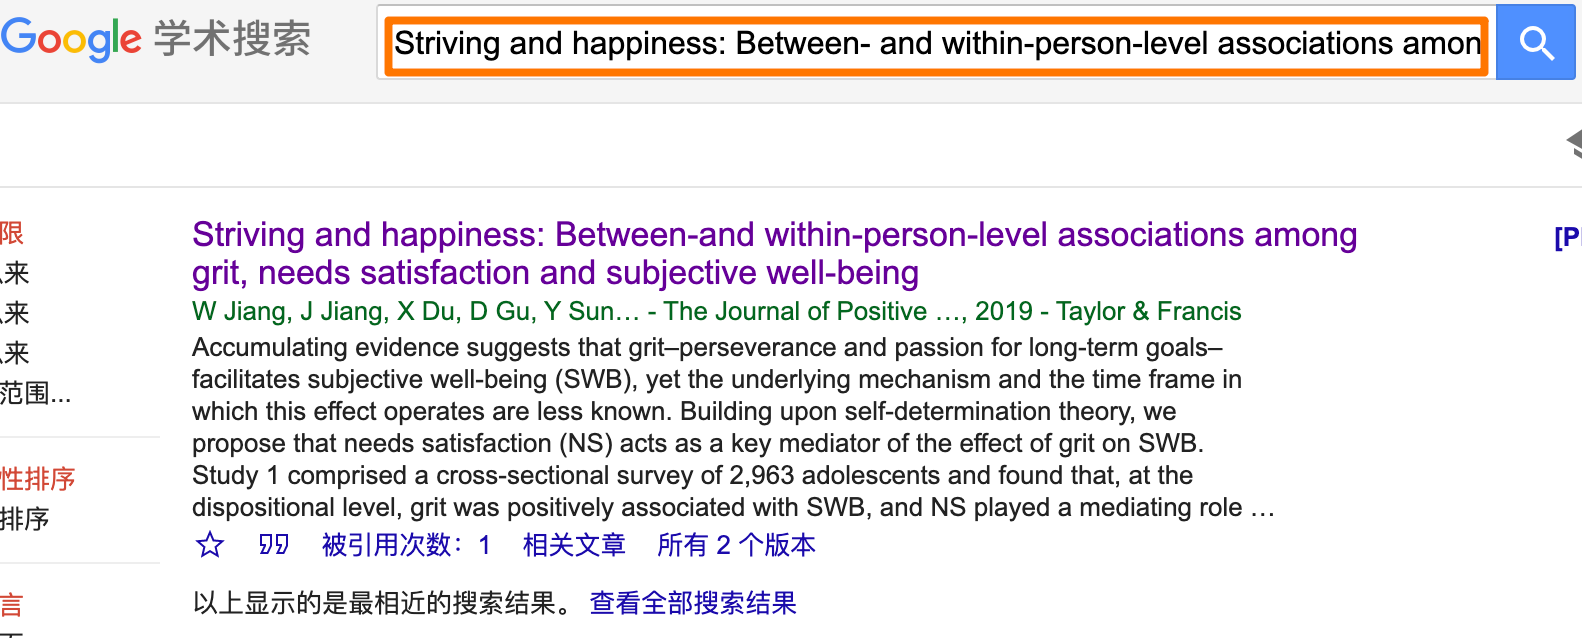 Google 学术搜索
Striving and happiness: Between- and within-person-level associations amon
限
来
来
来
范围...
性排序
排序
言
Striving and happiness: Between-and within-person-level associations among
grit, needs satisfaction and subjective well-being
[P
W Jiang, J Jiang, X Du, D Gu, Y Sun… - The Journal of Positive …, 2019 - Taylor & Francis
Accumulating evidence suggests that grit–perseverance and passion for long-term goals–
facilitates subjective well-being (SWB), yet the underlying mechanism and the time frame in
which this effect operates are less known. Building upon self-determination theory, we
propose that needs satisfaction (NS) acts as a key mediator of the effect of grit on SWB.
Study 1 comprised a cross-sectional survey of 2,963 adolescents and found that, at the
dispositional level, grit was positively associated with SWB, and NS played a mediating role …
被引用次数：1 相关文章 所有 2 个版本
以上显示的是最相近的搜索结果。 查看全部搜索结果